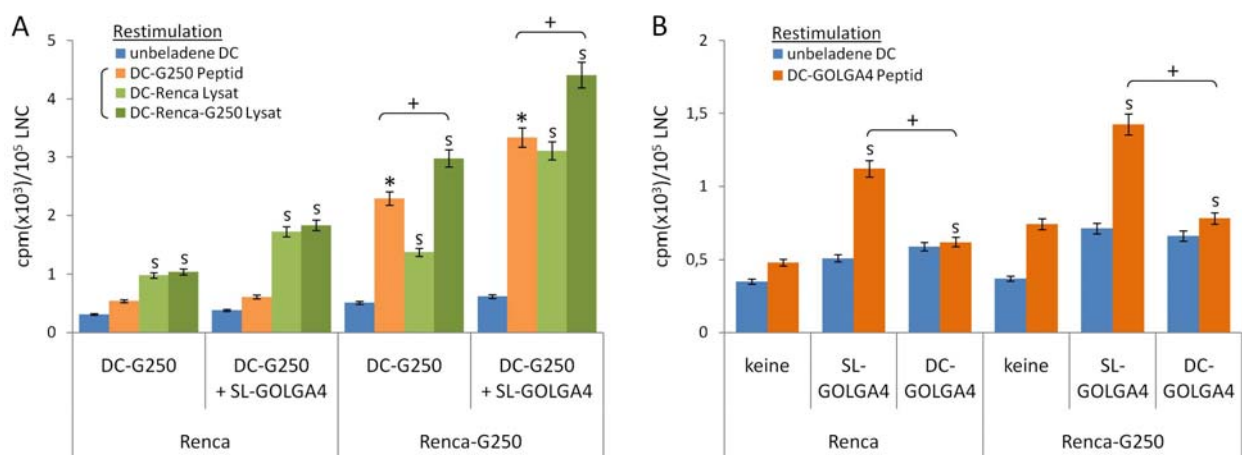 A
Restimulation
unbeladene DC
DC-G250 Peptid
DC-Renca Lysat
DC-Renca-G250 Lysat
cpm(x10³)/10⁵ LNC
5
4
3
2
1
0
S S
S S
* + S S
* + S S
DC-G250
DC-G250
+ SL-GOLGA4
DC-G250
DC-G250
+ SL-GOLGA4
Renca
Renca-G250
B
Restimulation
unbeladene DC
DC-GOLGA4 Peptid
cpm(x10³)/10⁵ LNC
2
1,5
1
0,5
0
S + S
S + S
keine
SL-
GOLGA4
DC-
GOLGA4
keine
SL-
GOLGA4
DC-
GOLGA4
Renca
Renca-G250